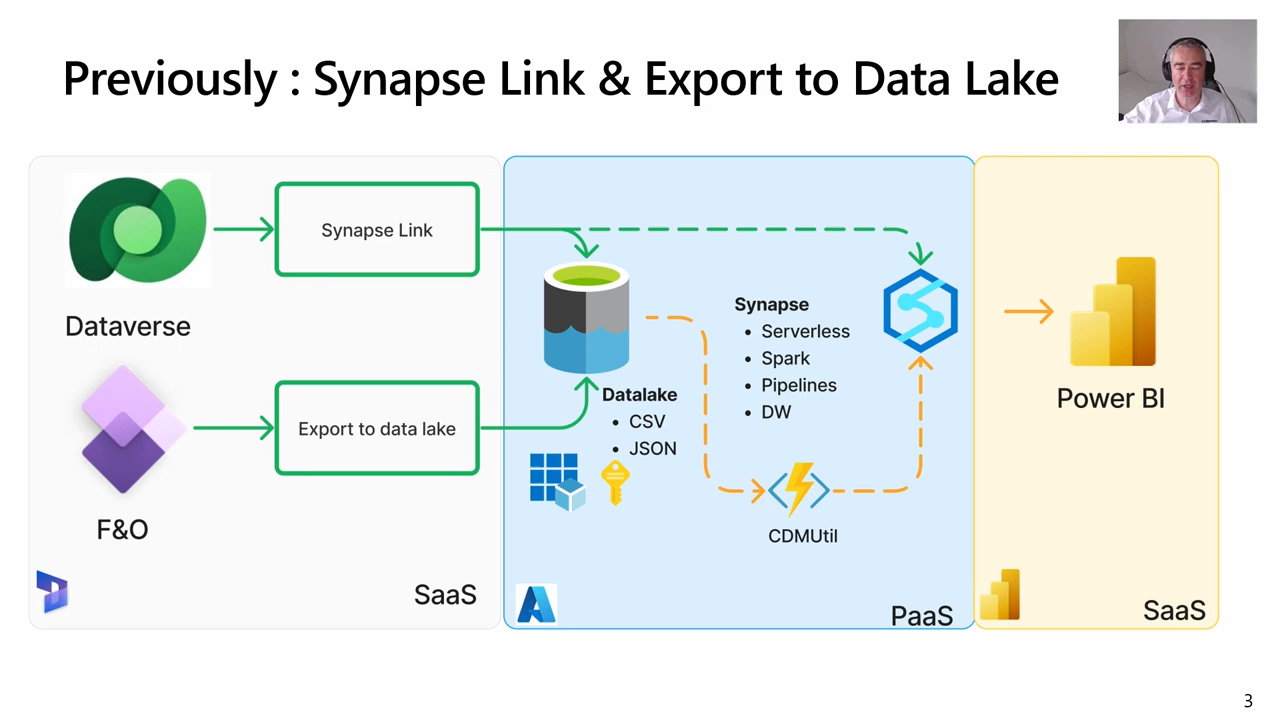 Previously : Synapse Link & Export to Data Lake
Dataverse
Synapse Link
F&O
Export to data lake
SaaS
Datalake
• CSV
• JSON
Synapse
• Serverless
• Spark
• Pipelines
• DW
CDMUtil
PaaS
Power BI
SaaS
3